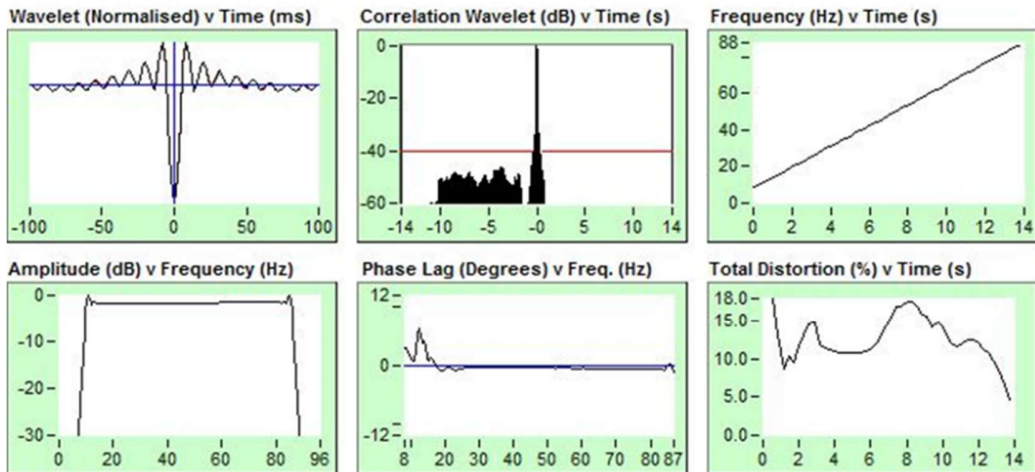 Wavelet (Normalised) v Time (ms)
-100 -50 0 50 100
Correlation Wavelet (dB) v Time (s)
0
-20
-40
-60
-14 -10 -5 -0 5 10 14
Frequency (Hz) v Time (s)
88
60
40
20
0
0 2 4 6 8 10 12 14
Amplitude (dB) v Frequency (Hz)
0
-10
-20
-30
0 20 40 60 80 96
Phase Lag (Degrees) v Freq. (Hz)
12
0
-12
8 20 30 40 50 60 70 80 87
Total Distortion (%) v Time (s)
18.0
15.0
10.0
5.0
0.0
0 2 4 6 8 10 12 14